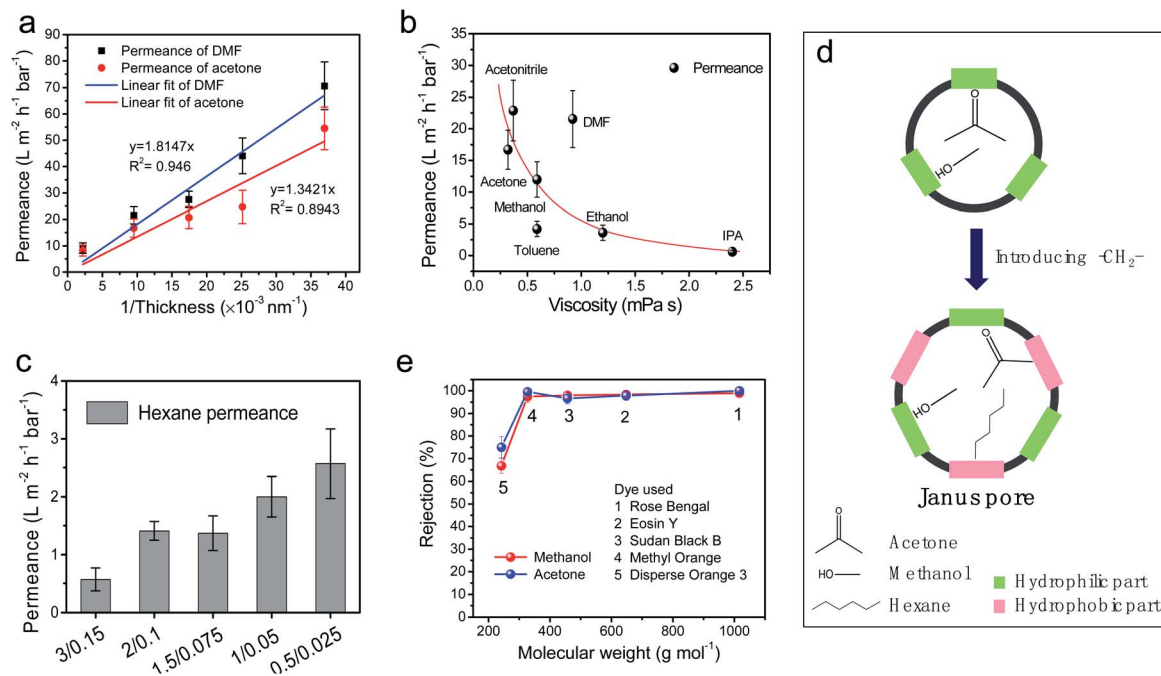 a
Permeance (L m⁻² h⁻¹ bar⁻¹)
90
80
70
60
50
40
30
20
10
0
Permeance of DMF
Permeance of acetone
Linear fit of DMF
Linear fit of acetone
y=1.8147x
R²= 0.946
y=1.3421x
R²= 0.8943
0 5 10 15 20 25 30 35 40
1/Thickness (×10⁻³ nm⁻¹)
b
Permeance (L m⁻² h⁻¹ bar⁻¹)
35
30
25
20
15
10
5
0
Permeance
Acetonitrile
DMF
Acetone
Methanol
Toluene
Ethanol
IPA
0.0 0.5 1.0 1.5 2.0 2.5
Viscosity (mPa s)
c
Permeance (L m⁻² h⁻¹ bar⁻¹)
4
3
2
1
0
Hexane permeance
3/0.15 2/0.1 1.5/0.075 1/0.05 0.5/0.025
d
O
HO
Introducing -CH₂-
O
HO
Janus pore
O
Acetone
HO
Methanol
Hexane
Hydrophilic part
Hydrophobic part
e
Rejection (%)
100
90
80
70
60
50
40
30
20
10
0
5 4 3 2 1
Dye used
1 Rose Bengal
2 Eosin Y
3 Sudan Black B
4 Methyl Orange
5 Disperse Orange 3
Methanol
Acetone
200 400 600 800 1000
Molecular weight (g mol⁻¹)